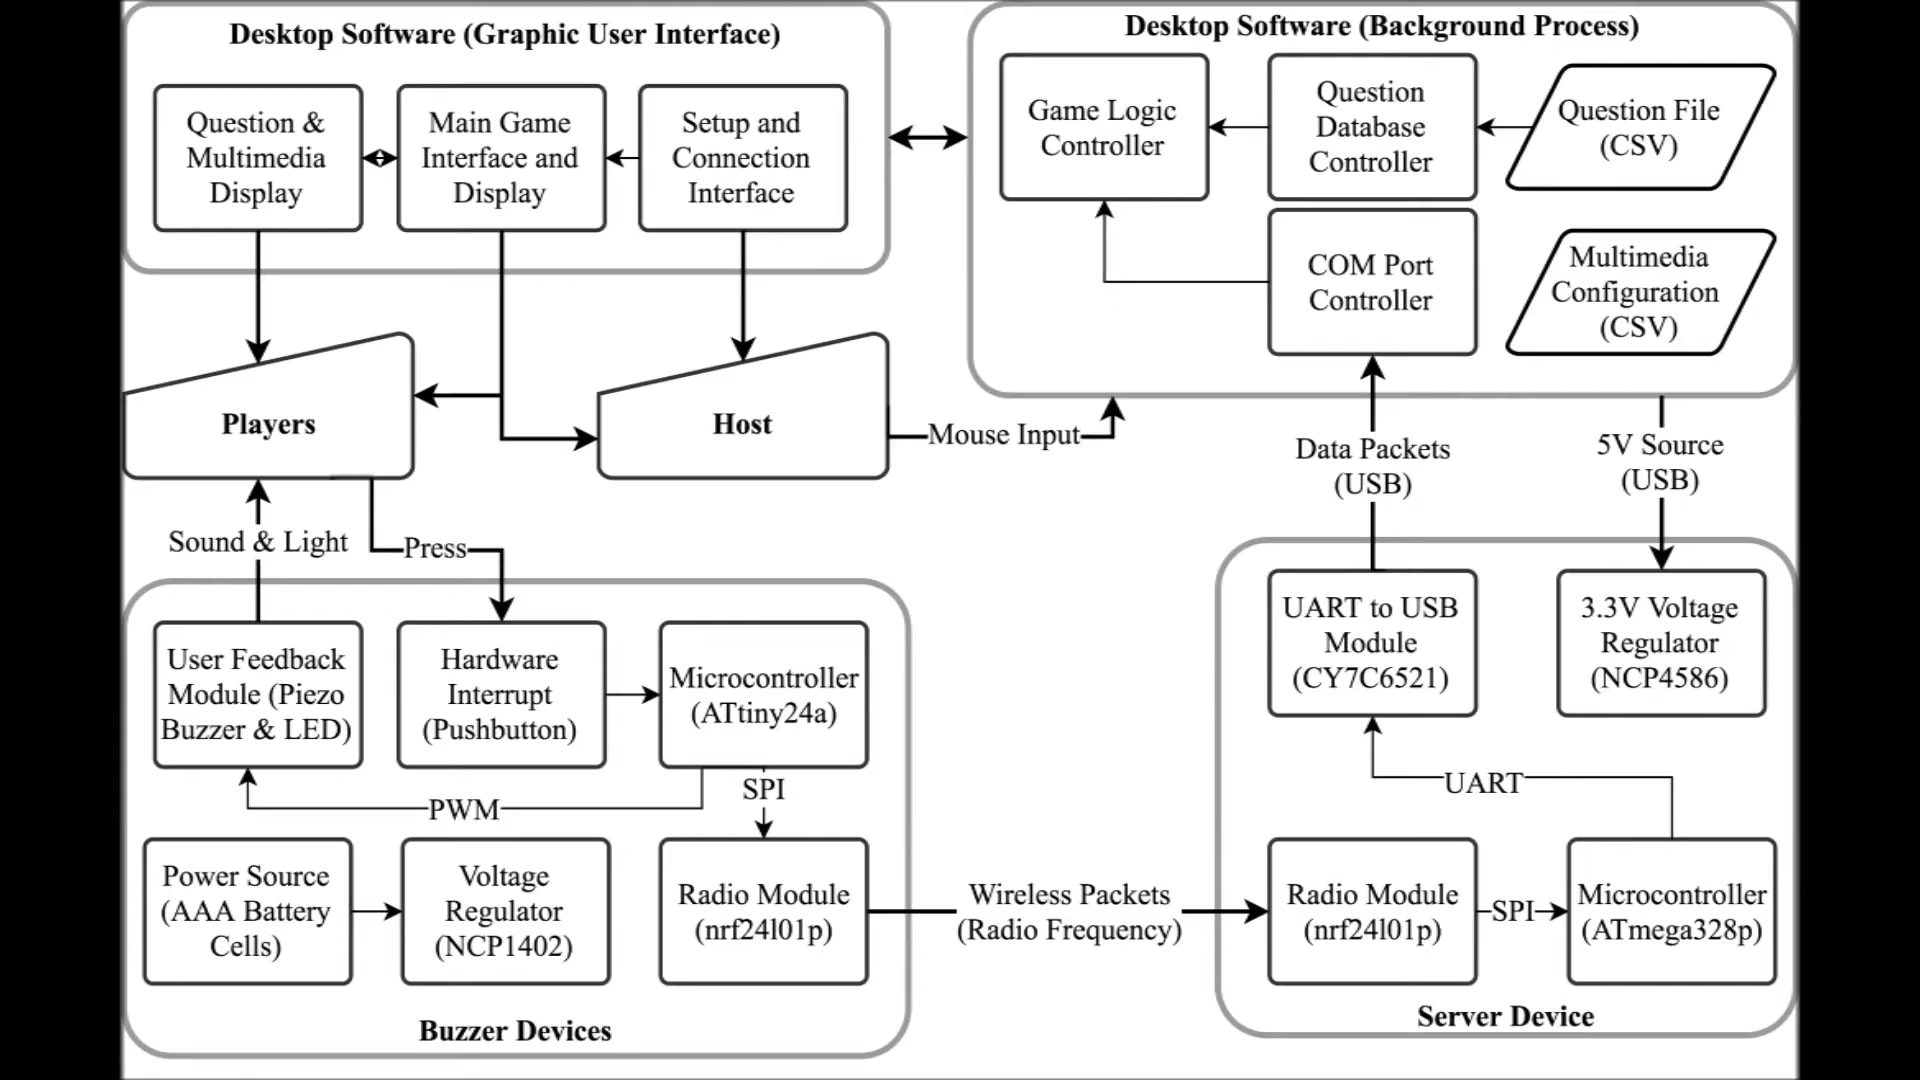 Desktop Software (Graphic User Interface)
Question &
Multimedia
Display
Main Game
Interface and
Display
Setup and
Connection
Interface
Desktop Software (Background Process)
Game Logic
Controller
Question
Database
Controller
Question File
(CSV)
COM Port
Controller
Multimedia
Configuration
(CSV)
Players
Host
Mouse Input
Data Packets
(USB)
5V Source
(USB)
Sound & Light
Press
User Feedback
Module (Piezo
Buzzer & LED)
Hardware
Interrupt
(Pushbutton)
Microcontroller
(ATtiny24a)
PWM
SPI
Power Source
(AAA Battery
Cells)
Voltage
Regulator
(NCP1402)
Radio Module
(nrf24l01p)
Buzzer Devices
Wireless Packets
(Radio Frequency)
UART to USB
Module
(CY7C6521)
3.3V Voltage
Regulator
(NCP4586)
UART
Radio Module
(nrf24l01p)
SPI
Microcontroller
(ATmega328p)
Server Device